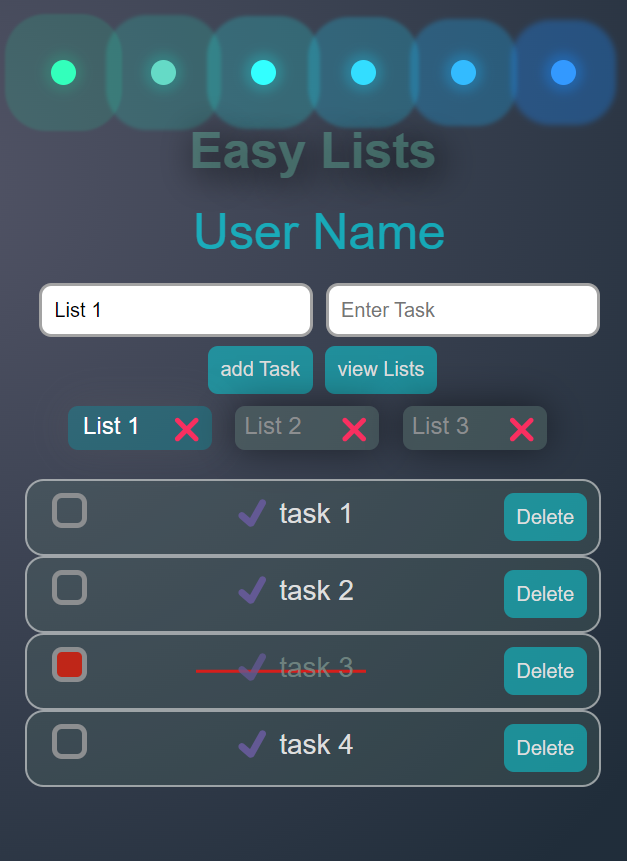 Easy Lists
User Name
List 1 Enter Task
add Task view Lists
List 1 List 2 List 3
task 1 Delete
task 2 Delete
task 3 Delete
task 4 Delete